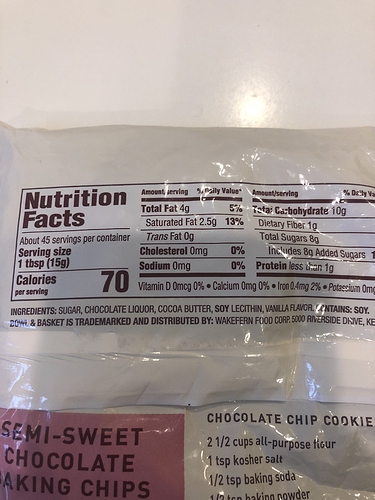 Nutrition
Facts
About 45 servings per container
Serving size
1 tbsp (15g)
Calories
per serving
70
Amount/serving % Daily Value*
Total Fat 4g 5%
Saturated Fat 2.5g 13%
Trans Fat 0g
Cholesterol 0mg 0%
Sodium 0mg 0%
Amount/serving % Daily Va
Total Carbohydrate 10g
Dietary Fiber 1g
Total Sugars 8g
Includes 8g Added Sugars 1
Protein less than 1g
Vitamin D 0mcg 0% • Calcium 0mg 0% • Iron 0.4mg 2% • Potassium 0mg
INGREDIENTS: SUGAR, CHOCOLATE LIQUOR, COCOA BUTTER, SOY LECITHIN, VANILLA FLAVOR. CONTAINS: SOY.
BOWL & BASKET IS TRADEMARKED AND DISTRIBUTED BY: WAKEFERN FOOD CORP. 5000 RIVERSIDE DRIVE, KE
SEMI-SWEET
CHOCOLATE
BAKING CHIPS
CHOCOLATE CHIP COOKIE
2 1/2 cups all-purpose flour
1 tsp kosher salt
1/2 tsp baking soda
1/2 tsp baking powder